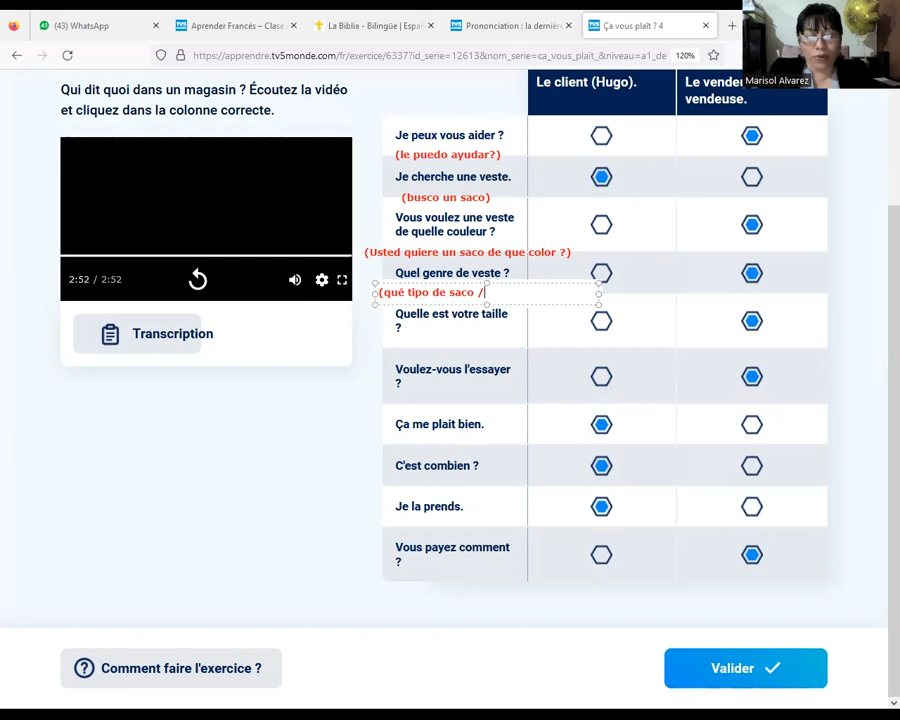 (43) WhatsApp
Aprender Francés – Clase
La Biblia - Bilingüe | Espa
Prononciation : la dernière
Ça vous plaît ? 4
https://apprendre.tv5monde.com/fr/exercice/6337?id_serie=12613&nom_serie=ca_vous_plait_&niveau=a1_de
120%
Marisol Alvarez
Qui dit quoi dans un magasin ? Écoutez la vidéo
et cliquez dans la colonne correcte.
2:52 / 2:52
Transcription
Le client (Hugo).
Le vende
vendeuse.
Je peux vous aider ?
(le puedo ayudar?)
Je cherche une veste.
(busco un saco)
Vous voulez une veste
de quelle couleur ?
(Usted quiere un saco de que color ?)
Quel genre de veste ?
(qué tipo de saco /
Quelle est votre taille
?
Voulez-vous l'essayer
?
Ça me plait bien.
C'est combien ?
Je la prends.
Vous payez comment
?
Comment faire l'exercice ?
Valider